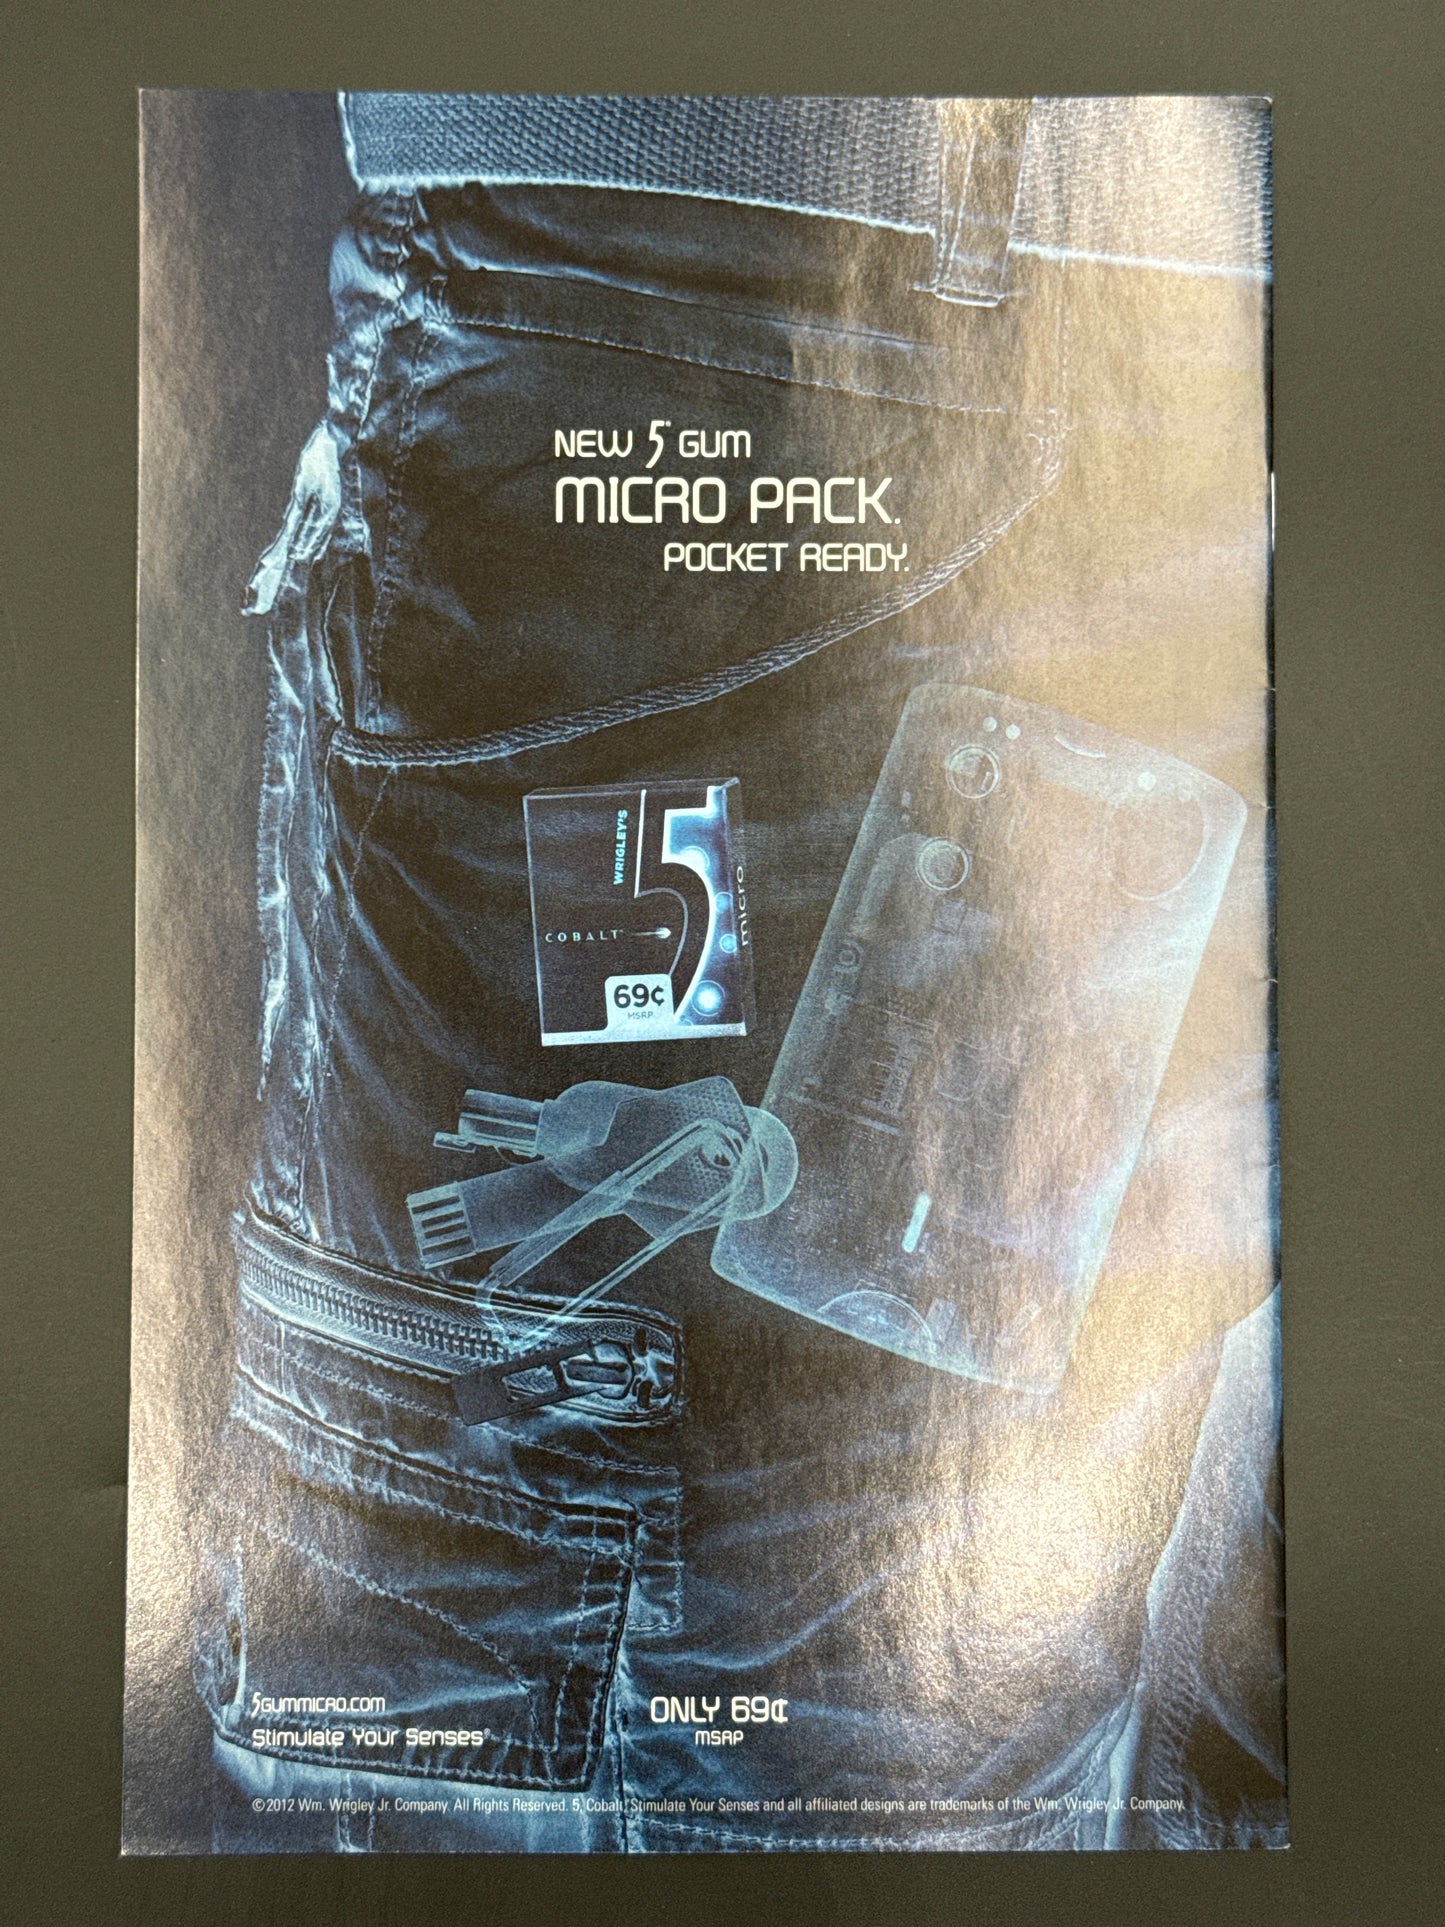 NEW 5® GUM
MICRO PACK.
POCKET READY.
WRIGLEY'S
5
micro
COBALT™
69¢
MSRP
5GUMMICRO.COM
Stimulate Your Senses®
ONLY 69¢
MSRP
©2012 Wm. Wrigley Jr. Company. All Rights Reserved. 5, Cobalt, Stimulate Your Senses and all affiliated designs are trademarks of the Wm. Wrigley Jr. Company.